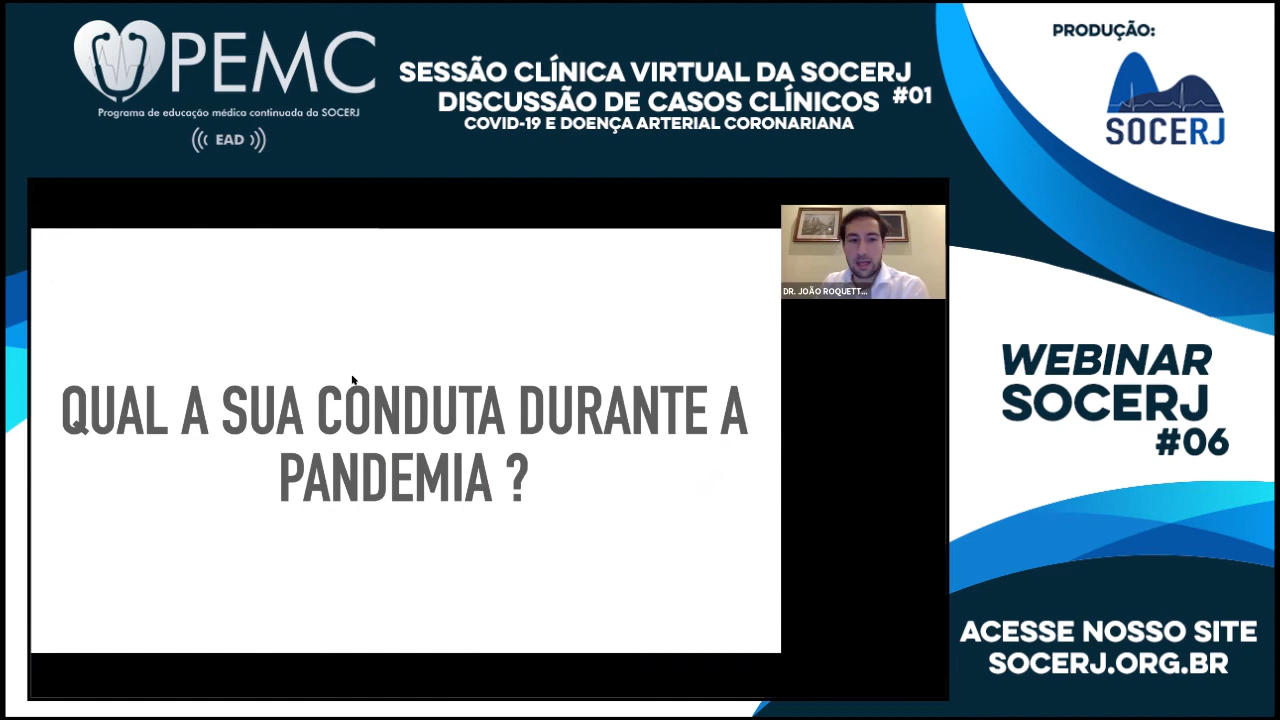 PEMC
Programa de educação médico continuada da SOCERJ
EAD
SESSÃO CLÍNICA VIRTUAL DA SOCERJ
DISCUSSÃO DE CASOS CLÍNICOS #01
COVID-19 E DOENÇA ARTERIAL CORONARIANA
PRODUÇÃO:
SOCERJ
DR. JOÃO ROQUETT...
QUAL A SUA CONDUTA DURANTE A
PANDEMIA ?
WEBINAR
SOCERJ
#06
ACESSE NOSSO SITE
SOCERJ.ORG.BR